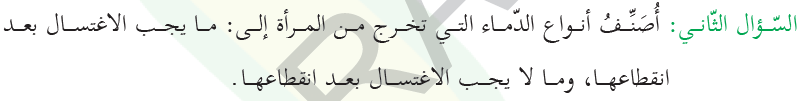 السّؤال الثّاني: أُصَنِّفُ أنواع الدّماء التي تخرج من المرأة إلى: ما يجب الاغتسال بعد
انقطاعها، وما لا يجب الاغتسال بعد انقطاعها.